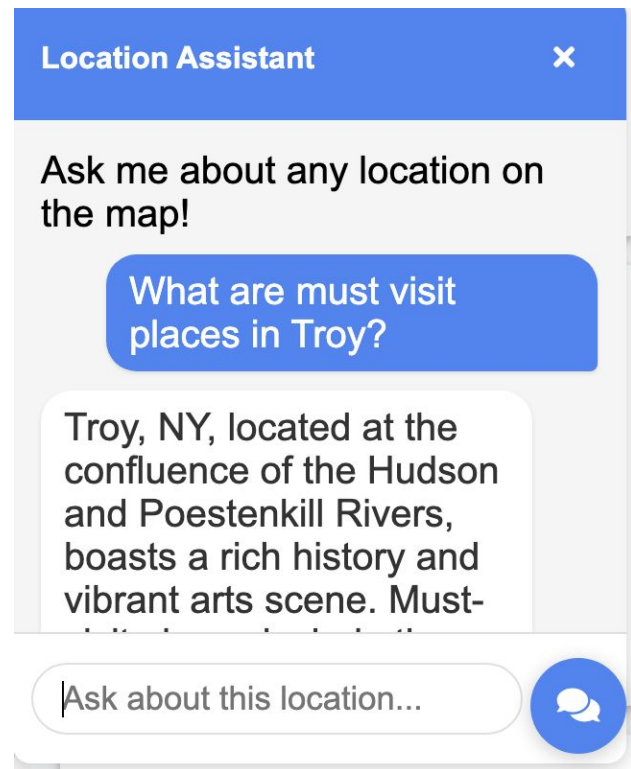 Location Assistant
Ask me about any location on
the map!
What are must visit
places in Troy?
Troy, NY, located at the
confluence of the Hudson
and Poestenkill Rivers,
boasts a rich history and
vibrant arts scene. Must-
Ask about this location...